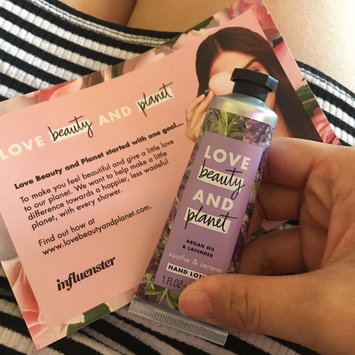 LOVE beauty AND planet
Love Beauty and Planet started with one goal...
To make you feel beautiful and give a little love
to our planet. We want to help make a little
difference towards a happier, less wasteful
planet, with every shower.
Find out how at
www.lovebeautyandplanet.com.
influenster
LOVE
beauty
AND
planet
ARGAN OIL
& LAVENDER
soothe & serene
HAND LOTION
1 FL OZ